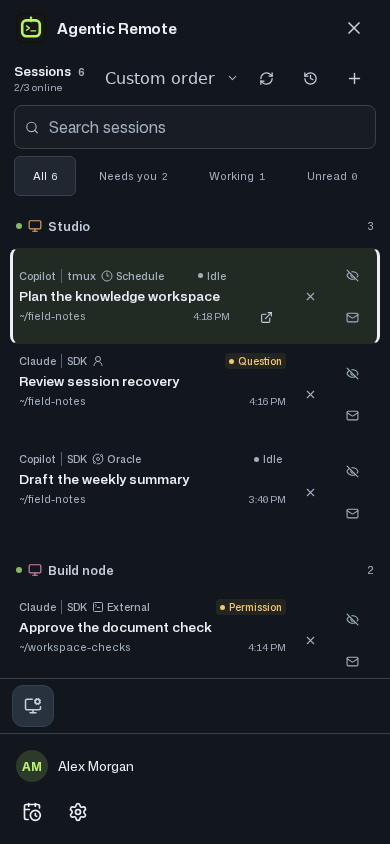 Agentic Remote
Sessions 6
2/3 online
Custom order
Search sessions
All 6
Needs you 2
Working 1
Unread 0
Studio
3
Copilot | tmux Schedule
Idle
Plan the knowledge workspace
~/field-notes
4:18 PM
Claude | SDK
Question
Review session recovery
~/field-notes
4:16 PM
Copilot | SDK Oracle
Idle
Draft the weekly summary
~/field-notes
3:40 PM
Build node
2
Claude | SDK External
Permission
Approve the document check
~/workspace-checks
4:14 PM
AM
Alex Morgan